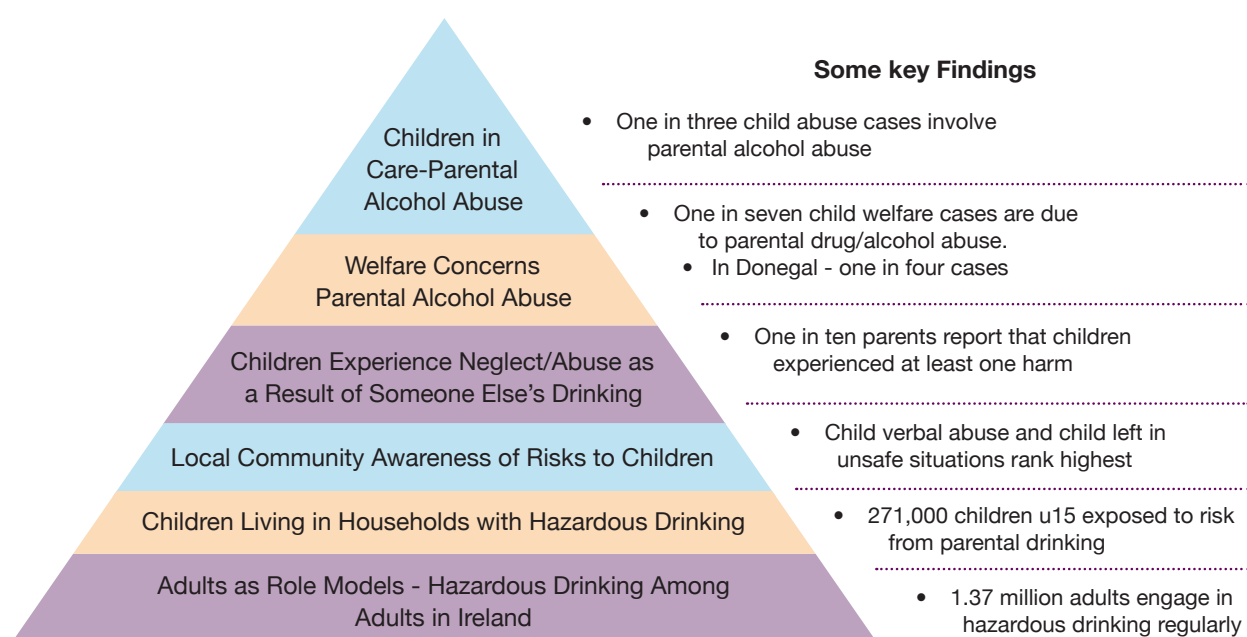 Some key Findings
Children in
Care-Parental
Alcohol Abuse
• One in three child abuse cases involve
parental alcohol abuse
Welfare Concerns
Parental Alcohol Abuse
• One in seven child welfare cases are due
to parental drug/alcohol abuse.
• In Donegal - one in four cases
Children Experience Neglect/Abuse as
a Result of Someone Else’s Drinking
• One in ten parents report that children
experienced at least one harm
Local Community Awareness of Risks to Children
• Child verbal abuse and child left in
unsafe situations rank highest
Children Living in Households with Hazardous Drinking
• 271,000 children u15 exposed to risk
from parental drinking
Adults as Role Models - Hazardous Drinking Among
Adults in Ireland
• 1.37 million adults engage in
hazardous drinking regularly